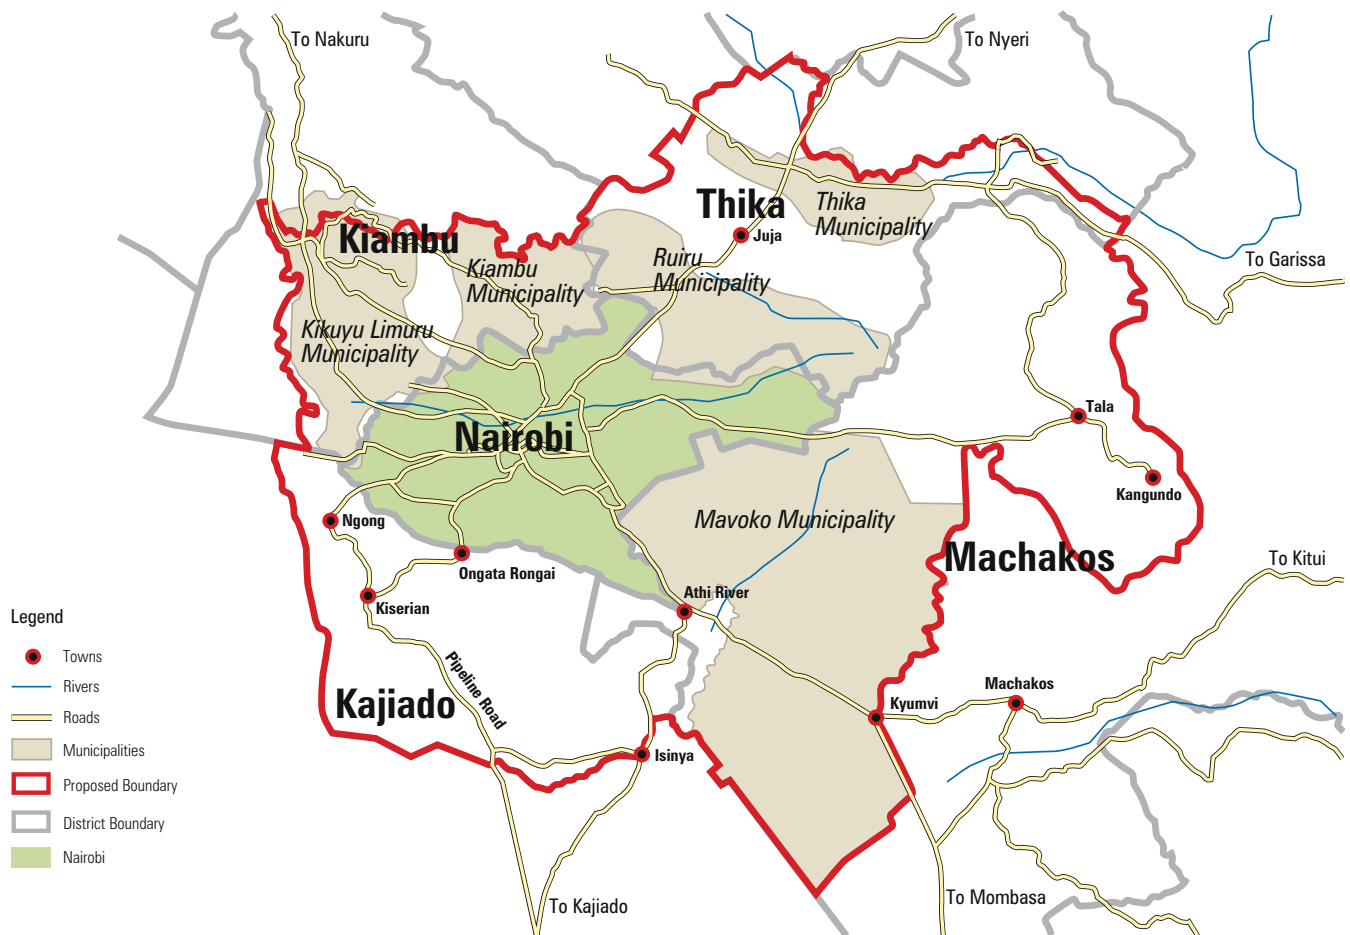 To Nakuru
To Nyeri
Thika
Thika
Municipality
Juja
Kiambu
Kiambu
Municipality
Ruiru
Municipality
To Garissa
Kikuyu Limuru
Municipality
Tala
Nairobi
Kangundo
Ngong
Mavoko Municipality
Machakos
To Kitui
Ongata Rongai
Athi River
Kiserian
Legend
Towns
Rivers
Roads
Municipalities
Proposed Boundary
District Boundary
Nairobi
Pipeline Road
Kajiado
Kyumvi
Machakos
Isinya
To Kajiado
To Mombasa